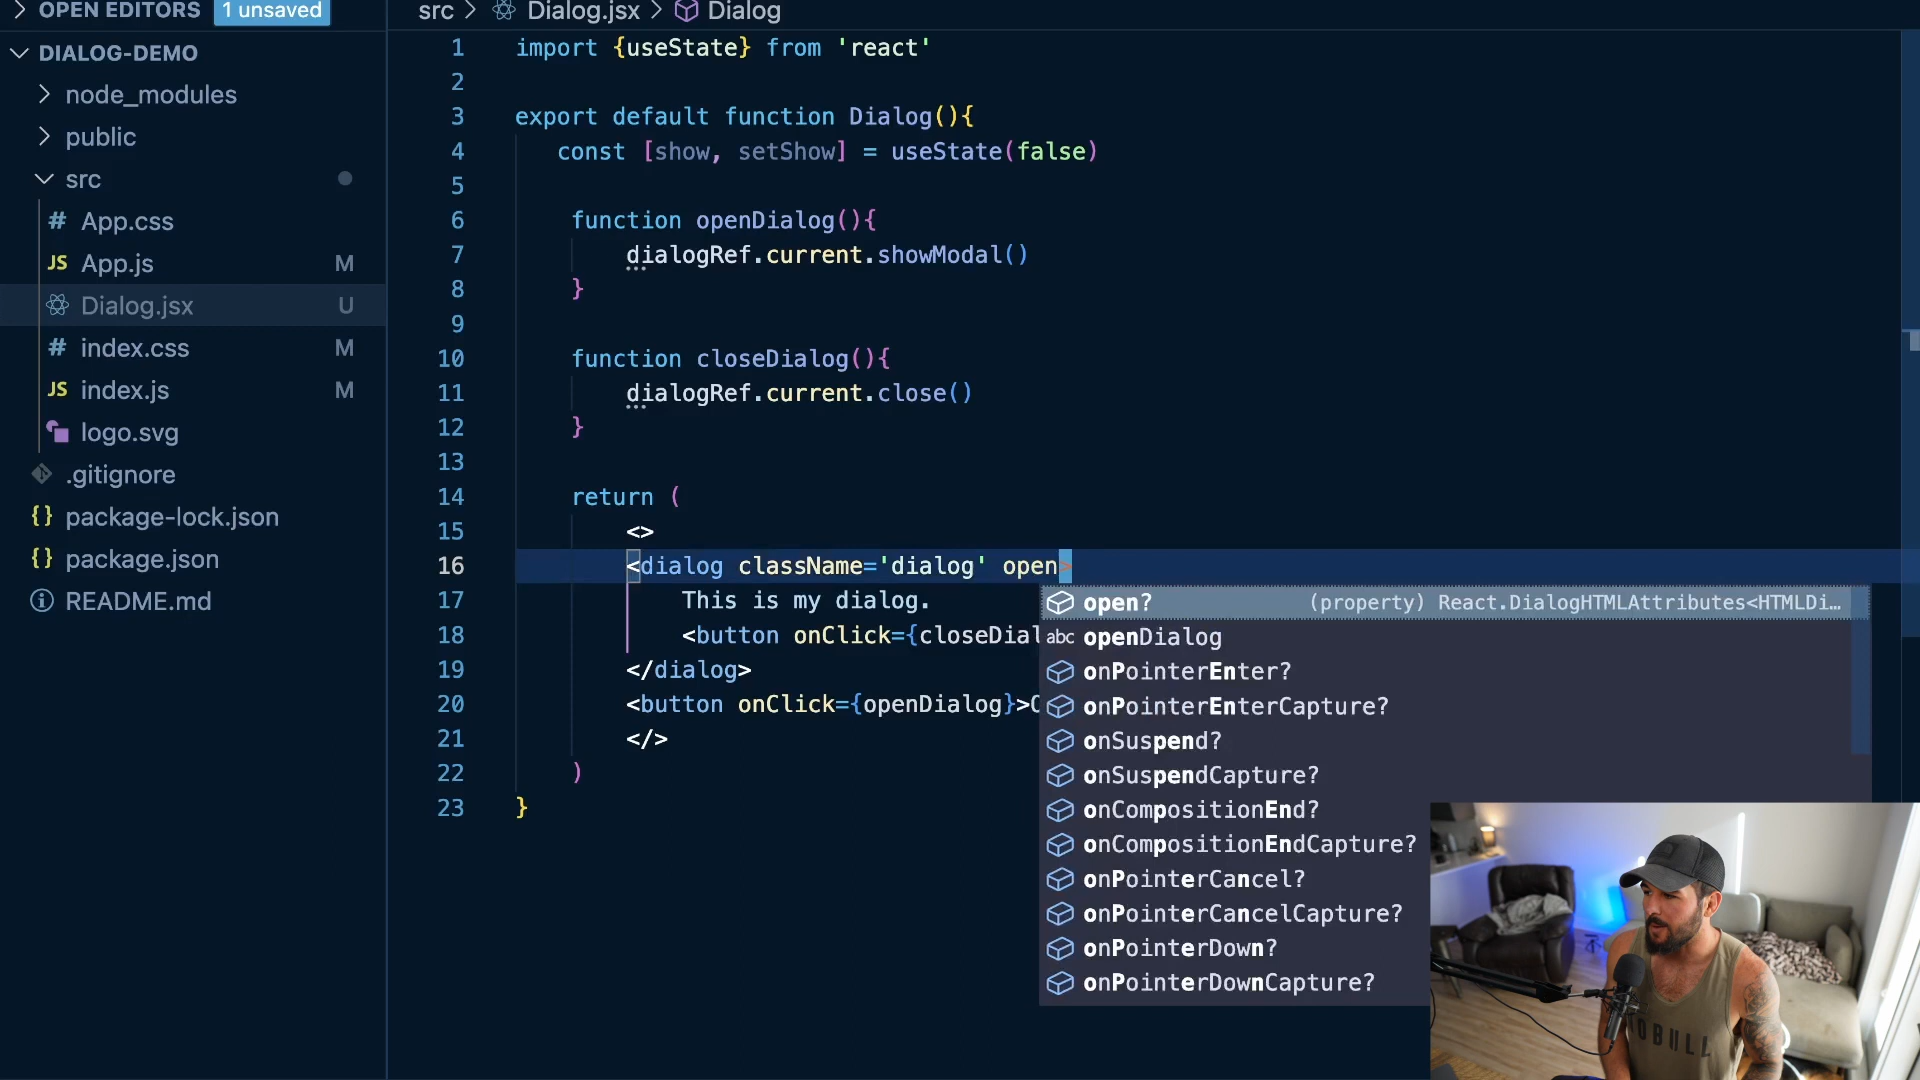 OPEN EDITORS 1 unsaved
DIALOG-DEMO
node_modules
public
src
# App.css
JS App.js M
Dialog.jsx U
# index.css M
JS index.js M
logo.svg
.gitignore
{} package-lock.json
{} package.json
README.md
src > Dialog.jsx > Dialog
1 import {useState} from 'react'
2
3 export default function Dialog(){
4 const [show, setShow] = useState(false)
5
6 function openDialog(){
7 dialogRef.current.showModal()
8 }
9
10 function closeDialog(){
11 dialogRef.current.close()
12 }
13
14 return (
15 <>
16 <dialog className='dialog' open>
17 This is my dialog.
18 <button onClick={closeDial
19 </dialog>
20 <button onClick={openDialog}>
21 </>
22 )
23 }
open? (property) React.DialogHTMLAttributes<HTMLDi…
abc openDialog
onPointerEnter?
onPointerEnterCapture?
onSuspend?
onSuspendCapture?
onCompositionEnd?
onCompositionEndCapture?
onPointerCancel?
onPointerCancelCapture?
onPointerDown?
onPointerDownCapture?